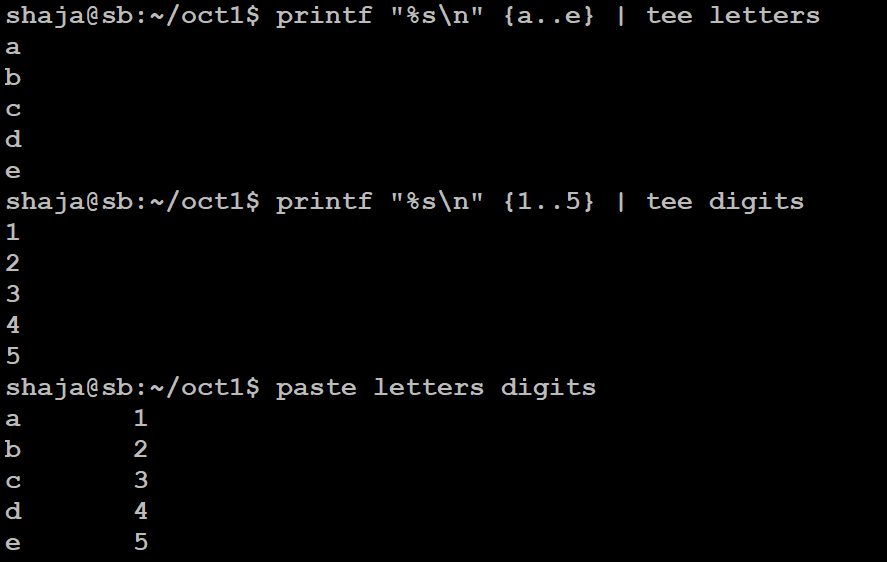 shaja@sb:~/oct1$ printf "%s\n" {a..e} | tee letters
a
b
c
d
e
shaja@sb:~/oct1$ printf "%s\n" {1..5} | tee digits
1
2
3
4
5
shaja@sb:~/oct1$ paste letters digits
a	1
b	2
c	3
d	4
e	5